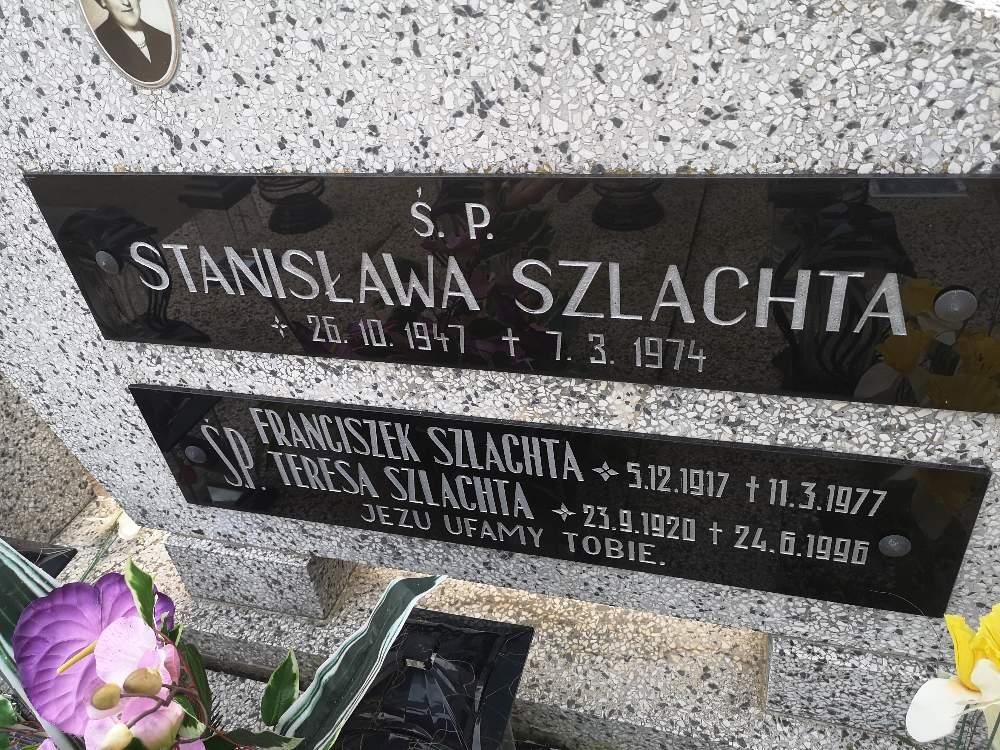 Ś. P.
STANISŁAWA SZLACHTA
26.10.1947 † 7.3.1974
ŚP. FRANCISZEK SZLACHTA 5.12.1917 † 11.3.1977
TERESA SZLACHTA 23.9.1920 † 24.6.1996
JEZU UFAMY TOBIE.